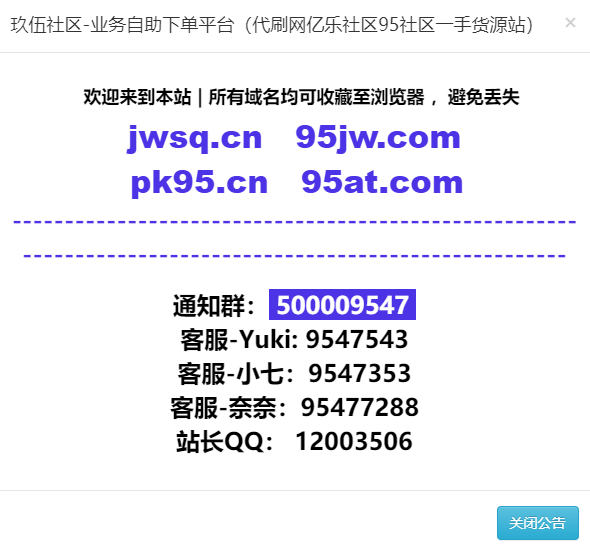 玖伍社区-业务自助下单平台（代刷网亿乐社区95社区一手货源站） ×
欢迎来到本站 | 所有域名均可收藏至浏览器 ，避免丢失
jwsq.cn 95jw.com
pk95.cn 95at.com
------------------------------------------------------
----------------------------------------------------
通知群：500009547
客服-Yuki: 9547543
客服-小七：9547353
客服-奈奈：95477288
站长QQ： 12003506
关闭公告